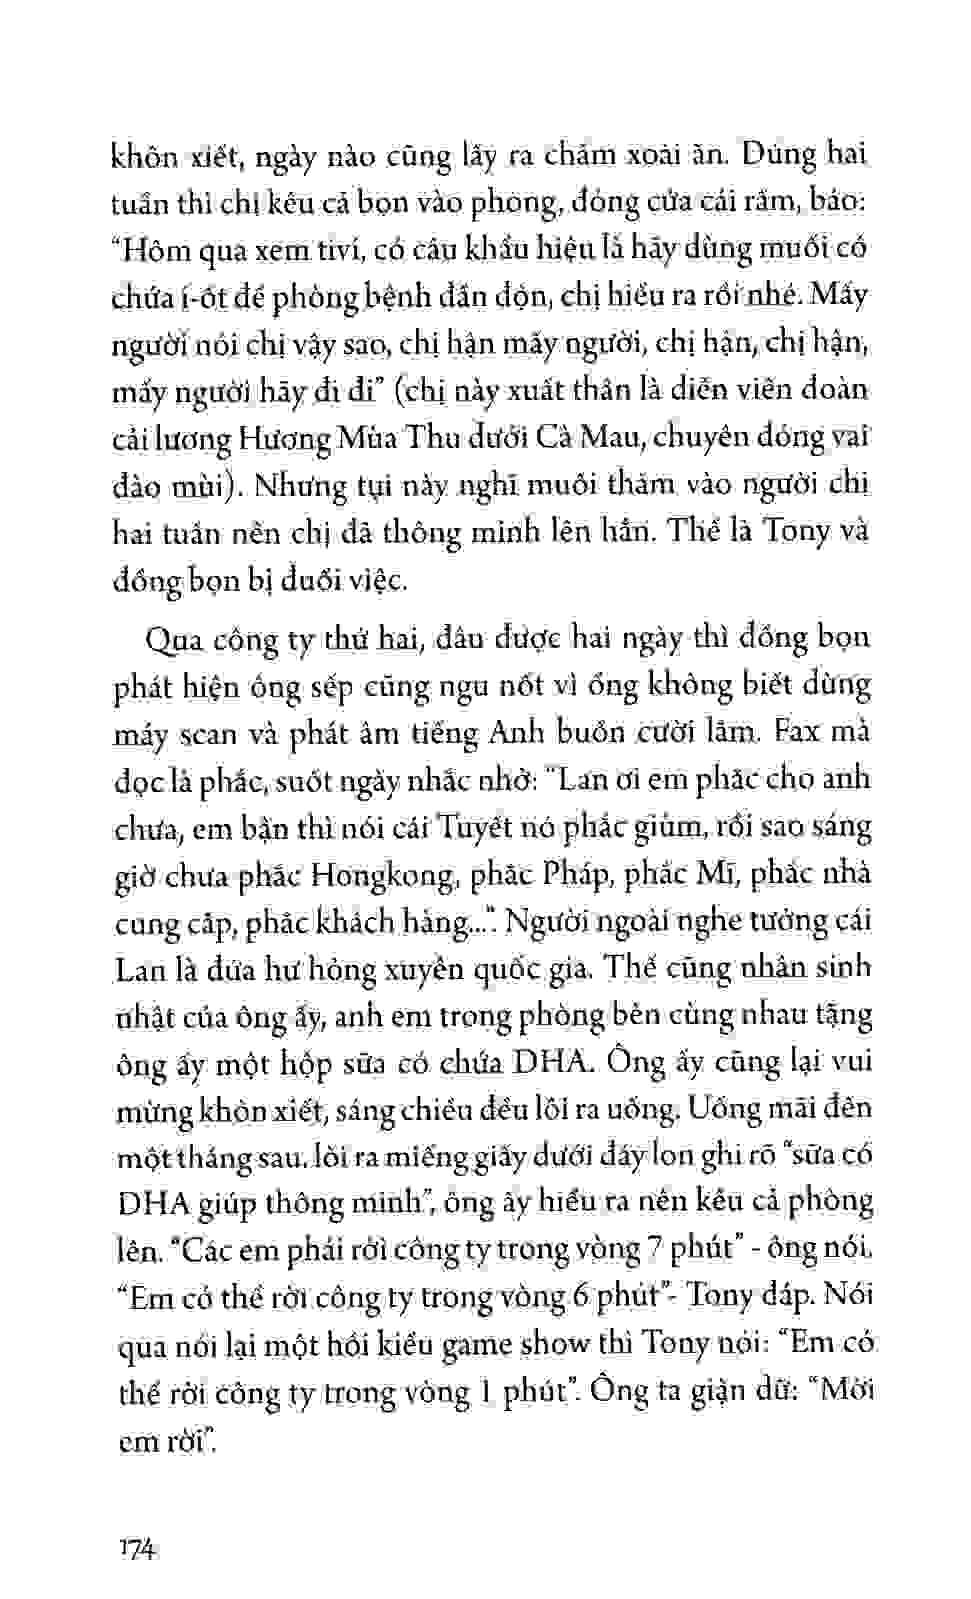 khôn xiết, ngày nào cũng lấy ra chấm xoài ăn. Đúng hai
tuần thì chị kêu cả bọn vào phòng, đóng cửa cái rầm, bảo:
“Hôm qua xem tivi, có câu khẩu hiệu là hãy dùng muối có
chứa i-ốt để phòng bệnh đần độn, chị hiểu ra rồi nhé. Mấy
người nói chị vậy sao, chị hận mấy người, chị hận, chị hận,
mấy người hãy đi đi” (chị này xuất thân là diễn viên đoàn
cải lương Hương Mùa Thu dưới Cà Mau, chuyên đóng vai
đào mùi). Nhưng tụi này nghĩ muối thấm vào người chị
hai tuần nên chị đã thông minh lên hẳn. Thế là Tony và
đồng bọn bị đuổi việc.
Qua công ty thứ hai, đâu được hai ngày thì đồng bọn
phát hiện ông sếp cũng ngu nốt vì ổng không biết dùng
máy scan và phát âm tiếng Anh buồn cười lắm. Fax mà
đọc là phắc, suốt ngày nhắc nhở: “Lan ơi em phắc cho anh
chưa, em bận thì nói cái Tuyết nó phắc giùm, rồi sao sáng
giờ chưa phắc Hongkong, phắc Pháp, phắc Mĩ, phắc nhà
cung cấp, phắc khách hàng...”. Người ngoài nghe tưởng cái
Lan là đứa hư hỏng xuyên quốc gia. Thế cũng nhân sinh
nhật của ông ấy, anh em trong phòng bèn cùng nhau tặng
ông ấy một hộp sữa có chứa DHA. Ông ấy cũng lại vui
mừng khôn xiết, sáng chiều đều lôi ra uống. Uống mãi đến
một tháng sau, lòi ra miếng giấy dưới đáy lon ghi rõ “sữa có
DHA giúp thông minh”, ông ấy hiểu ra nên kêu cả phòng
lên. “Các em phải rời công ty trong vòng 7 phút” - ông nói.
“Em có thể rời công ty trong vòng 6 phút”- Tony đáp. Nói
qua nói lại một hồi kiểu game show thì Tony nói: “Em có
thể rời công ty trong vòng 1 phút”. Ông ta giận dữ: “Mời
em rời”.
174